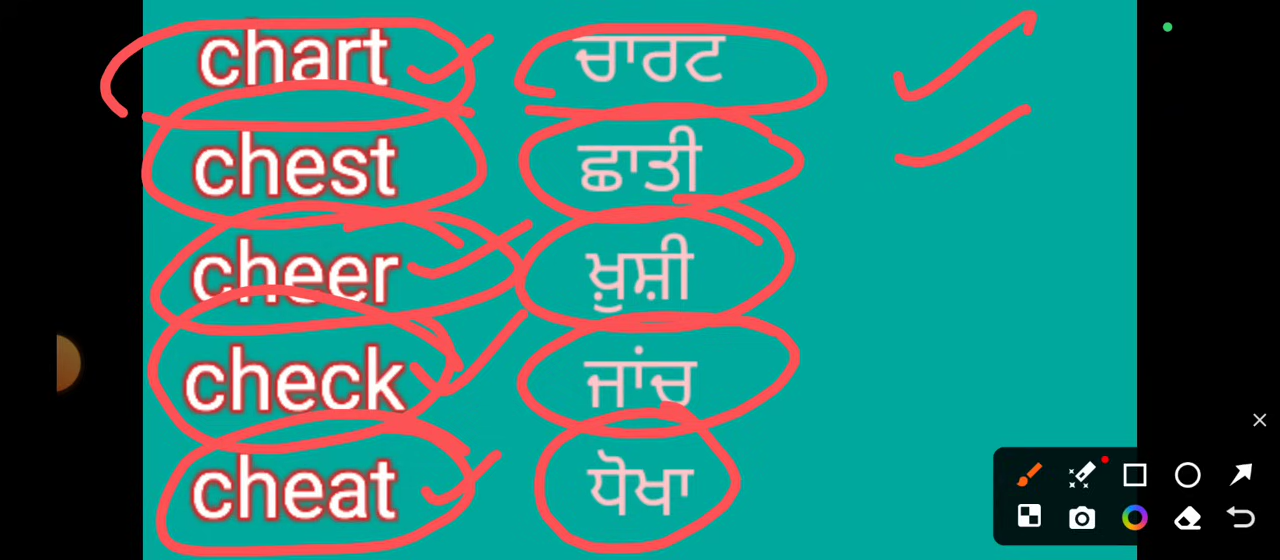 chart ਚਾਰਟ
chest ਛਾਤੀ
cheer ਖ਼ੁਸ਼ੀ
check ਜਾਂਚ
cheat ਧੋਖਾ